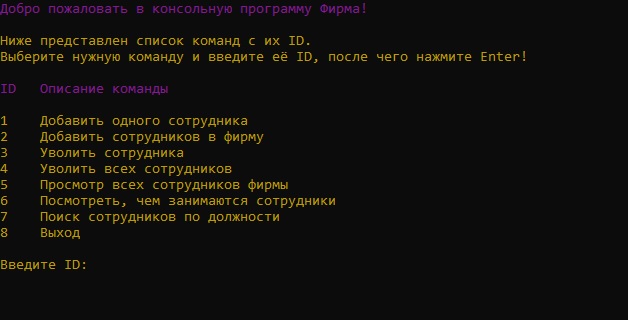 Добро пожаловать в консольную программу Фирма!
Ниже представлен список команд с их ID.
Выберите нужную команду и введите её ID, после чего нажмите Enter!
ID Описание команды
1 Добавить одного сотрудника
2 Добавить сотрудников в фирму
3 Уволить сотрудника
4 Уволить всех сотрудников
5 Просмотр всех сотрудников фирмы
6 Посмотреть, чем занимаются сотрудники
7 Поиск сотрудников по должности
8 Выход
Введите ID: